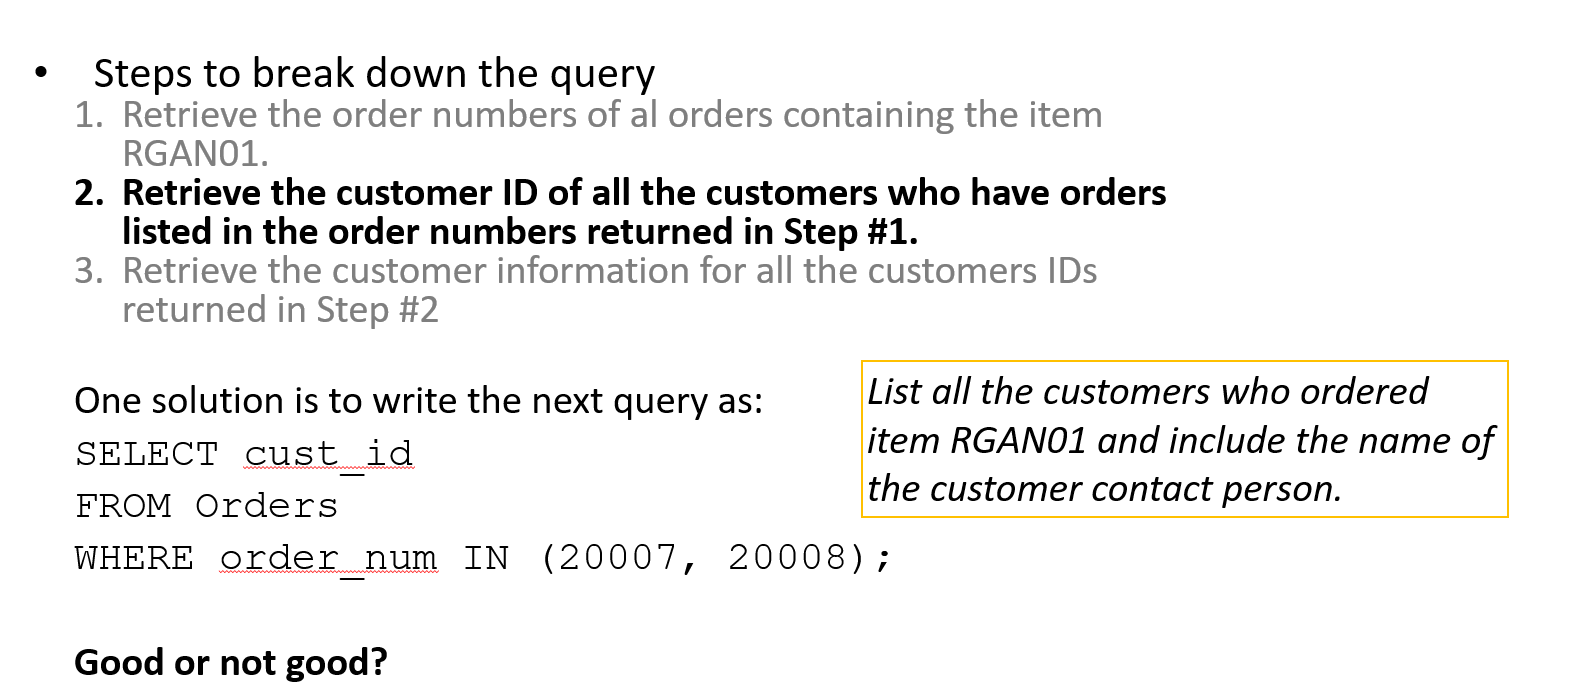 • Steps to break down the query
1. Retrieve the order numbers of al orders containing the item
RGAN01.
2. Retrieve the customer ID of all the customers who have orders
listed in the order numbers returned in Step #1.
3. Retrieve the customer information for all the customers IDs
returned in Step #2
One solution is to write the next query as:
SELECT cust_id
FROM Orders
WHERE order_num IN (20007, 20008);
List all the customers who ordered
item RGAN01 and include the name of
the customer contact person.
Good or not good?